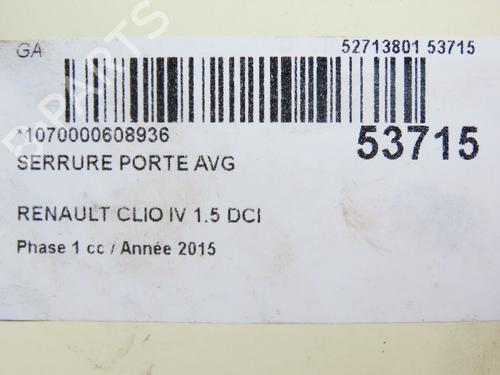 GA 52713801 53715
*1070000608936 53715
SERRURE PORTE AVG
RENAULT CLIO IV 1.5 DCI
Phase 1 cc / Année 2015
B-PARTS